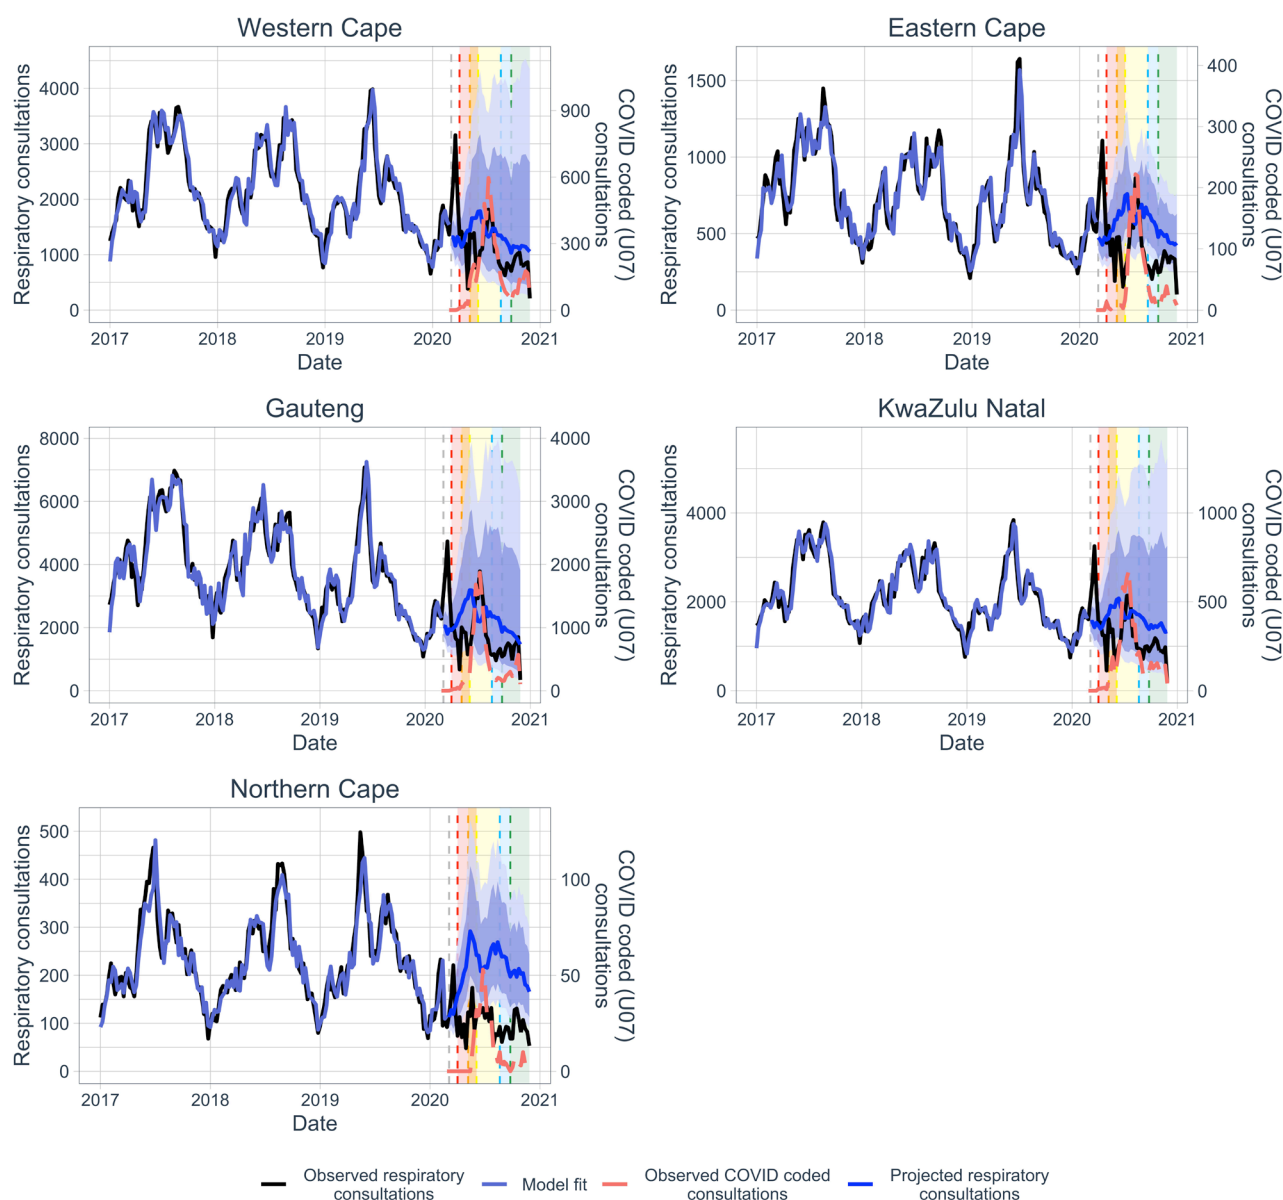 Western Cape
Respiratory consultations
4000
3000
2000
1000
0
900
600
300
0
COVID coded (U07)
consultations
2017 2018 2019 2020 2021
Date
Eastern Cape
Respiratory consultations
1500
1000
500
0
400
300
200
100
0
COVID coded (U07)
consultations
2017 2018 2019 2020 2021
Date
Gauteng
Respiratory consultations
8000
6000
4000
2000
0
4000
3000
2000
1000
0
COVID coded (U07)
consultations
2017 2018 2019 2020 2021
Date
KwaZulu Natal
Respiratory consultations
4000
2000
0
1000
500
0
COVID coded (U07)
consultations
2017 2018 2019 2020 2021
Date
Northern Cape
Respiratory consultations
500
400
300
200
100
0
100
50
0
COVID coded (U07)
consultations
2017 2018 2019 2020 2021
Date
Observed respiratory
consultations
Model fit
Observed COVID coded
consultations
Projected respiratory
consultations